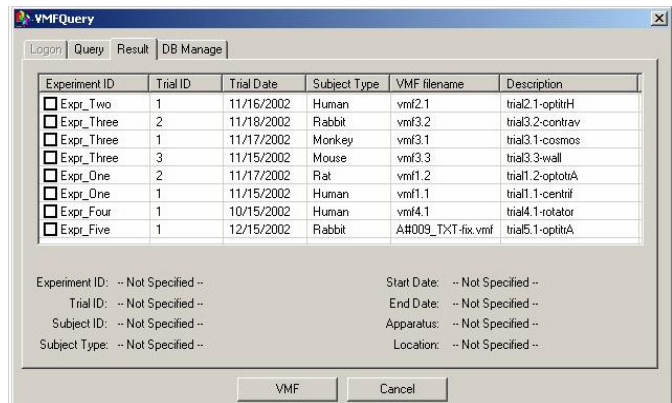 VMFQuery
Logon Query Result DB Manage
Experiment ID Trial ID Trial Date Subject Type VMF filename Description
Expr_Two 1 11/16/2002 Human vmf2.1 trial2.1-optitrH
Expr_Three 2 11/18/2002 Rabbit vmf3.2 trial3.2-contrav
Expr_Three 1 11/17/2002 Monkey vmf3.1 trial3.1-cosmos
Expr_Three 3 11/15/2002 Mouse vmf3.3 trial3.3-wall
Expr_One 2 11/17/2002 Rat vmf1.2 trial1.2-optotrA
Expr_One 1 11/15/2002 Human vmf1.1 trial1.1-centrif
Expr_Four 1 10/15/2002 Human vmf4.1 trial4.1-rotator
Expr_Five 1 12/15/2002 Rabbit A#009_TXT-fix.vmf trial5.1-optitrA
Experiment ID: -- Not Specified -- Start Date: -- Not Specified --
Trial ID: -- Not Specified -- End Date: -- Not Specified --
Subject ID: -- Not Specified -- Apparatus: -- Not Specified --
Subject Type: -- Not Specified -- Location: -- Not Specified --
VMF Cancel